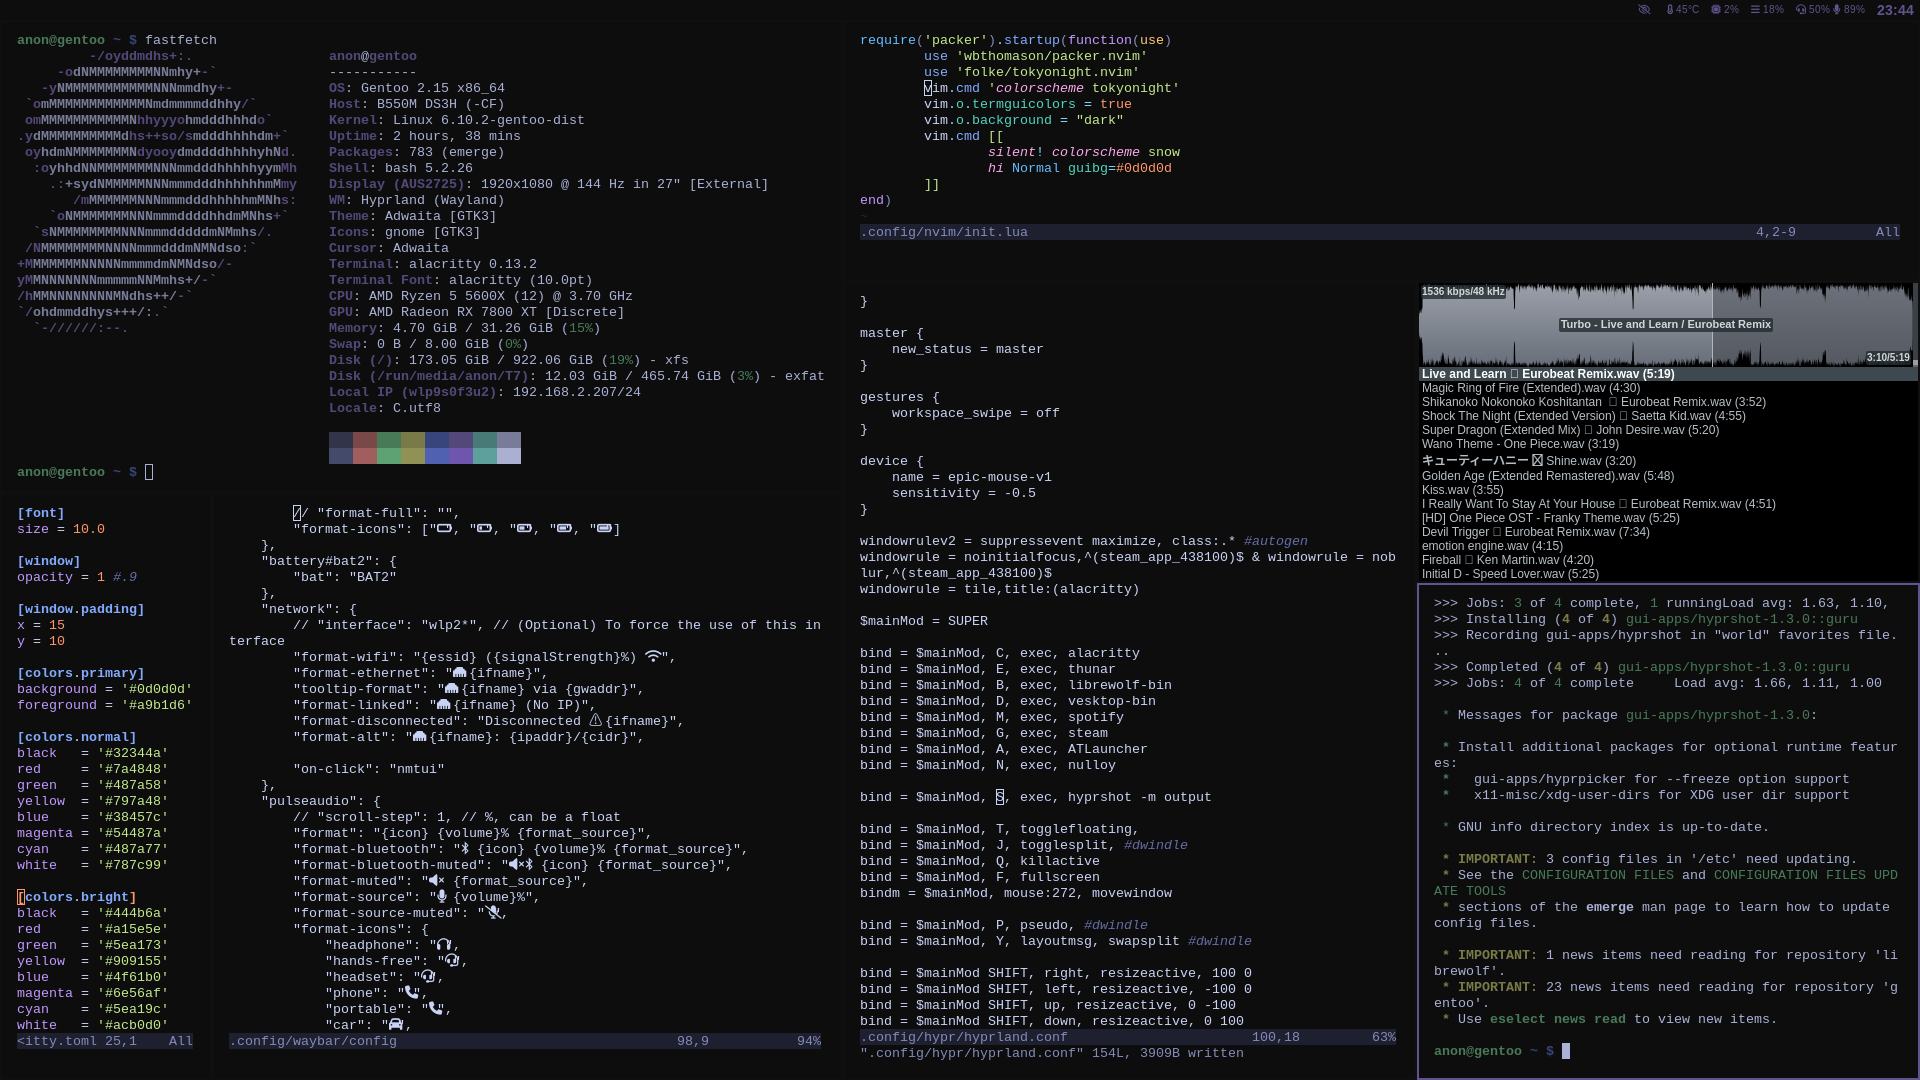 45°C 2% 18% 50% 89% 23:44
anon@gentoo ~ $ fastfetch
-/oyddmdhs+:.
-odNMMMMMMMMNNmhy+-`
-yNMMMMMMMMMMMNNNmmdhy+-
`omMMMMMMMMMMMMNmdmmmmddhhy/`
omMMMMMMMMMMMNhhyyyohmdddhhhdo`
.ydMMMMMMMMMMdhs++so/smdddhhhhdm+`
oyhdmNMMMMMMMNdyooydmddddhhhhyhNd.
:oyhhdNNMMMMMMMNNNmmdddhhhhhyymMh
.:+sydNMMMMMNNNmmmdddhhhhhhmMmy
/mMMMMMMNNNmmmdddhhhhhmMNhs:
`oNMMMMMMMNNNmmmddddhhdmMNhs+`
`sNMMMMMMMMNNNmmmdddddmNMmhs/.
/NMMMMMMMMNNNNmmmdddmNMNdso:`
+MMMMMMMNNNNNmmmmdmNMNdso/-
yMMNNNNNNNmmmmmNNMmhs+/-`
/hMMNNNNNNNNMNdhs++/-`
`/ohdmmddhys+++/:.`
`-//////:--.
anon@gentoo
-----------
OS: Gentoo 2.15 x86_64
Host: B550M DS3H (-CF)
Kernel: Linux 6.10.2-gentoo-dist
Uptime: 2 hours, 38 mins
Packages: 783 (emerge)
Shell: bash 5.2.26
Display (AUS2725): 1920x1080 @ 144 Hz in 27" [External]
WM: Hyprland (Wayland)
Theme: Adwaita [GTK3]
Icons: gnome [GTK3]
Cursor: Adwaita
Terminal: alacritty 0.13.2
Terminal Font: alacritty (10.0pt)
CPU: AMD Ryzen 5 5600X (12) @ 3.70 GHz
GPU: AMD Radeon RX 7800 XT [Discrete]
Memory: 4.70 GiB / 31.26 GiB (15%)
Swap: 0 B / 8.00 GiB (0%)
Disk (/): 173.05 GiB / 922.06 GiB (19%) - xfs
Disk (/run/media/anon/T7): 12.03 GiB / 465.74 GiB (3%) - exfat
Local IP (wlp9s0f3u2): 192.168.2.207/24
Locale: C.utf8
anon@gentoo ~ $
[font]
size = 10.0
[window]
opacity = 1 #.9
[window.padding]
x = 15
y = 10
[colors.primary]
background = '#0d0d0d'
foreground = '#a9b1d6'
[colors.normal]
black   = '#32344a'
red     = '#7a4848'
green   = '#487a58'
yellow  = '#797a48'
blue    = '#38457c'
magenta = '#54487a'
cyan    = '#487a77'
white   = '#787c99'
[colors.bright]
black   = '#444b6a'
red     = '#a15e5e'
green   = '#5ea173'
yellow  = '#909155'
blue    = '#4f61b0'
magenta = '#6e56af'
cyan    = '#5ea19c'
white   = '#acb0d0'
<itty.toml 25,1    All
// "format-full": "",
"format-icons": ["", "", "", "", ""]
},
"battery#bat2": {
"bat": "BAT2"
},
"network": {
// "interface": "wlp2*", // (Optional) To force the use of this in
terface
"format-wifi": "{essid} ({signalStrength}%) ",
"format-ethernet": "{ifname}",
"tooltip-format": "{ifname} via {gwaddr}",
"format-linked": "{ifname} (No IP)",
"format-disconnected": "Disconnected ⚠{ifname}",
"format-alt": "{ifname}: {ipaddr}/{cidr}",
"on-click": "nmtui"
},
"pulseaudio": {
// "scroll-step": 1, // %, can be a float
"format": "{icon} {volume}% {format_source}",
"format-bluetooth": " {icon} {volume}% {format_source}",
"format-bluetooth-muted": " {icon} {format_source}",
"format-muted": " {format_source}",
"format-source": " {volume}%",
"format-source-muted": "",
"format-icons": {
"headphone": "",
"hands-free": "",
"headset": "",
"phone": "",
"portable": "",
"car": "",
.config/waybar/config 98,9 94%
require('packer').startup(function(use)
use 'wbthomason/packer.nvim'
use 'folke/tokyonight.nvim'
vim.cmd 'colorscheme tokyonight'
vim.o.termguicolors = true
vim.o.background = "dark"
vim.cmd [[
silent! colorscheme snow
hi Normal guibg=#0d0d0d
]]
end)
~
.config/nvim/init.lua 4,2-9 All
}
master {
new_status = master
}
gestures {
workspace_swipe = off
}
device {
name = epic-mouse-v1
sensitivity = -0.5
}
windowrulev2 = suppressevent maximize, class:.* #autogen
windowrule = noinitialfocus,^(steam_app_438100)$ & windowrule = nob
lur,^(steam_app_438100)$
windowrule = tile,title:(alacritty)
$mainMod = SUPER
bind = $mainMod, C, exec, alacritty
bind = $mainMod, E, exec, thunar
bind = $mainMod, B, exec, librewolf-bin
bind = $mainMod, D, exec, vesktop-bin
bind = $mainMod, M, exec, spotify
bind = $mainMod, G, exec, steam
bind = $mainMod, A, exec, ATLauncher
bind = $mainMod, N, exec, nulloy
bind = $mainMod, S, exec, hyprshot -m output
bind = $mainMod, T, togglefloating,
bind = $mainMod, J, togglesplit, #dwindle
bind = $mainMod, Q, killactive
bind = $mainMod, F, fullscreen
bindm = $mainMod, mouse:272, movewindow
bind = $mainMod, P, pseudo, #dwindle
bind = $mainMod, Y, layoutmsg, swapsplit #dwindle
bind = $mainMod SHIFT, right, resizeactive, 100 0
bind = $mainMod SHIFT, left, resizeactive, -100 0
bind = $mainMod SHIFT, up, resizeactive, 0 -100
bind = $mainMod SHIFT, down, resizeactive, 0 100
.config/hypr/hyprland.conf 100,18 63%
".config/hypr/hyprland.conf" 154L, 3909B written
1536 kbps/48 kHz
Turbo - Live and Learn / Eurobeat Remix
3:10/5:19
Live and Learn ▯ Eurobeat Remix.wav (5:19)
Magic Ring of Fire (Extended).wav (4:30)
Shikanoko Nokonoko Koshitantan ▯ Eurobeat Remix.wav (3:52)
Shock The Night (Extended Version) ▯ Saetta Kid.wav (4:55)
Super Dragon (Extended Mix) ▯ John Desire.wav (5:20)
Wano Theme - One Piece.wav (3:19)
キューティーハニー ▯ Shine.wav (3:20)
Golden Age (Extended Remastered).wav (5:48)
Kiss.wav (3:55)
I Really Want To Stay At Your House ▯ Eurobeat Remix.wav (4:51)
[HD] One Piece OST - Franky Theme.wav (5:25)
Devil Trigger ▯ Eurobeat Remix.wav (7:34)
emotion engine.wav (4:15)
Fireball ▯ Ken Martin.wav (4:20)
Initial D - Speed Lover.wav (5:25)
>>> Jobs: 3 of 4 complete, 1 runningLoad avg: 1.63, 1.10,
>>> Installing (4 of 4) gui-apps/hyprshot-1.3.0::guru
>>> Recording gui-apps/hyprshot in "world" favorites file.
..
>>> Completed (4 of 4) gui-apps/hyprshot-1.3.0::guru
>>> Jobs: 4 of 4 complete     Load avg: 1.66, 1.11, 1.00
* Messages for package gui-apps/hyprshot-1.3.0:
* Install additional packages for optional runtime featur
es:
*   gui-apps/hyprpicker for --freeze option support
*   x11-misc/xdg-user-dirs for XDG user dir support
* GNU info directory index is up-to-date.
* IMPORTANT: 3 config files in '/etc' need updating.
* See the CONFIGURATION FILES and CONFIGURATION FILES UPD
ATE TOOLS
* sections of the emerge man page to learn how to update
config files.
* IMPORTANT: 1 news items need reading for repository 'li
brewolf'.
* IMPORTANT: 23 news items need reading for repository 'g
entoo'.
* Use eselect news read to view new items.
anon@gentoo ~ $